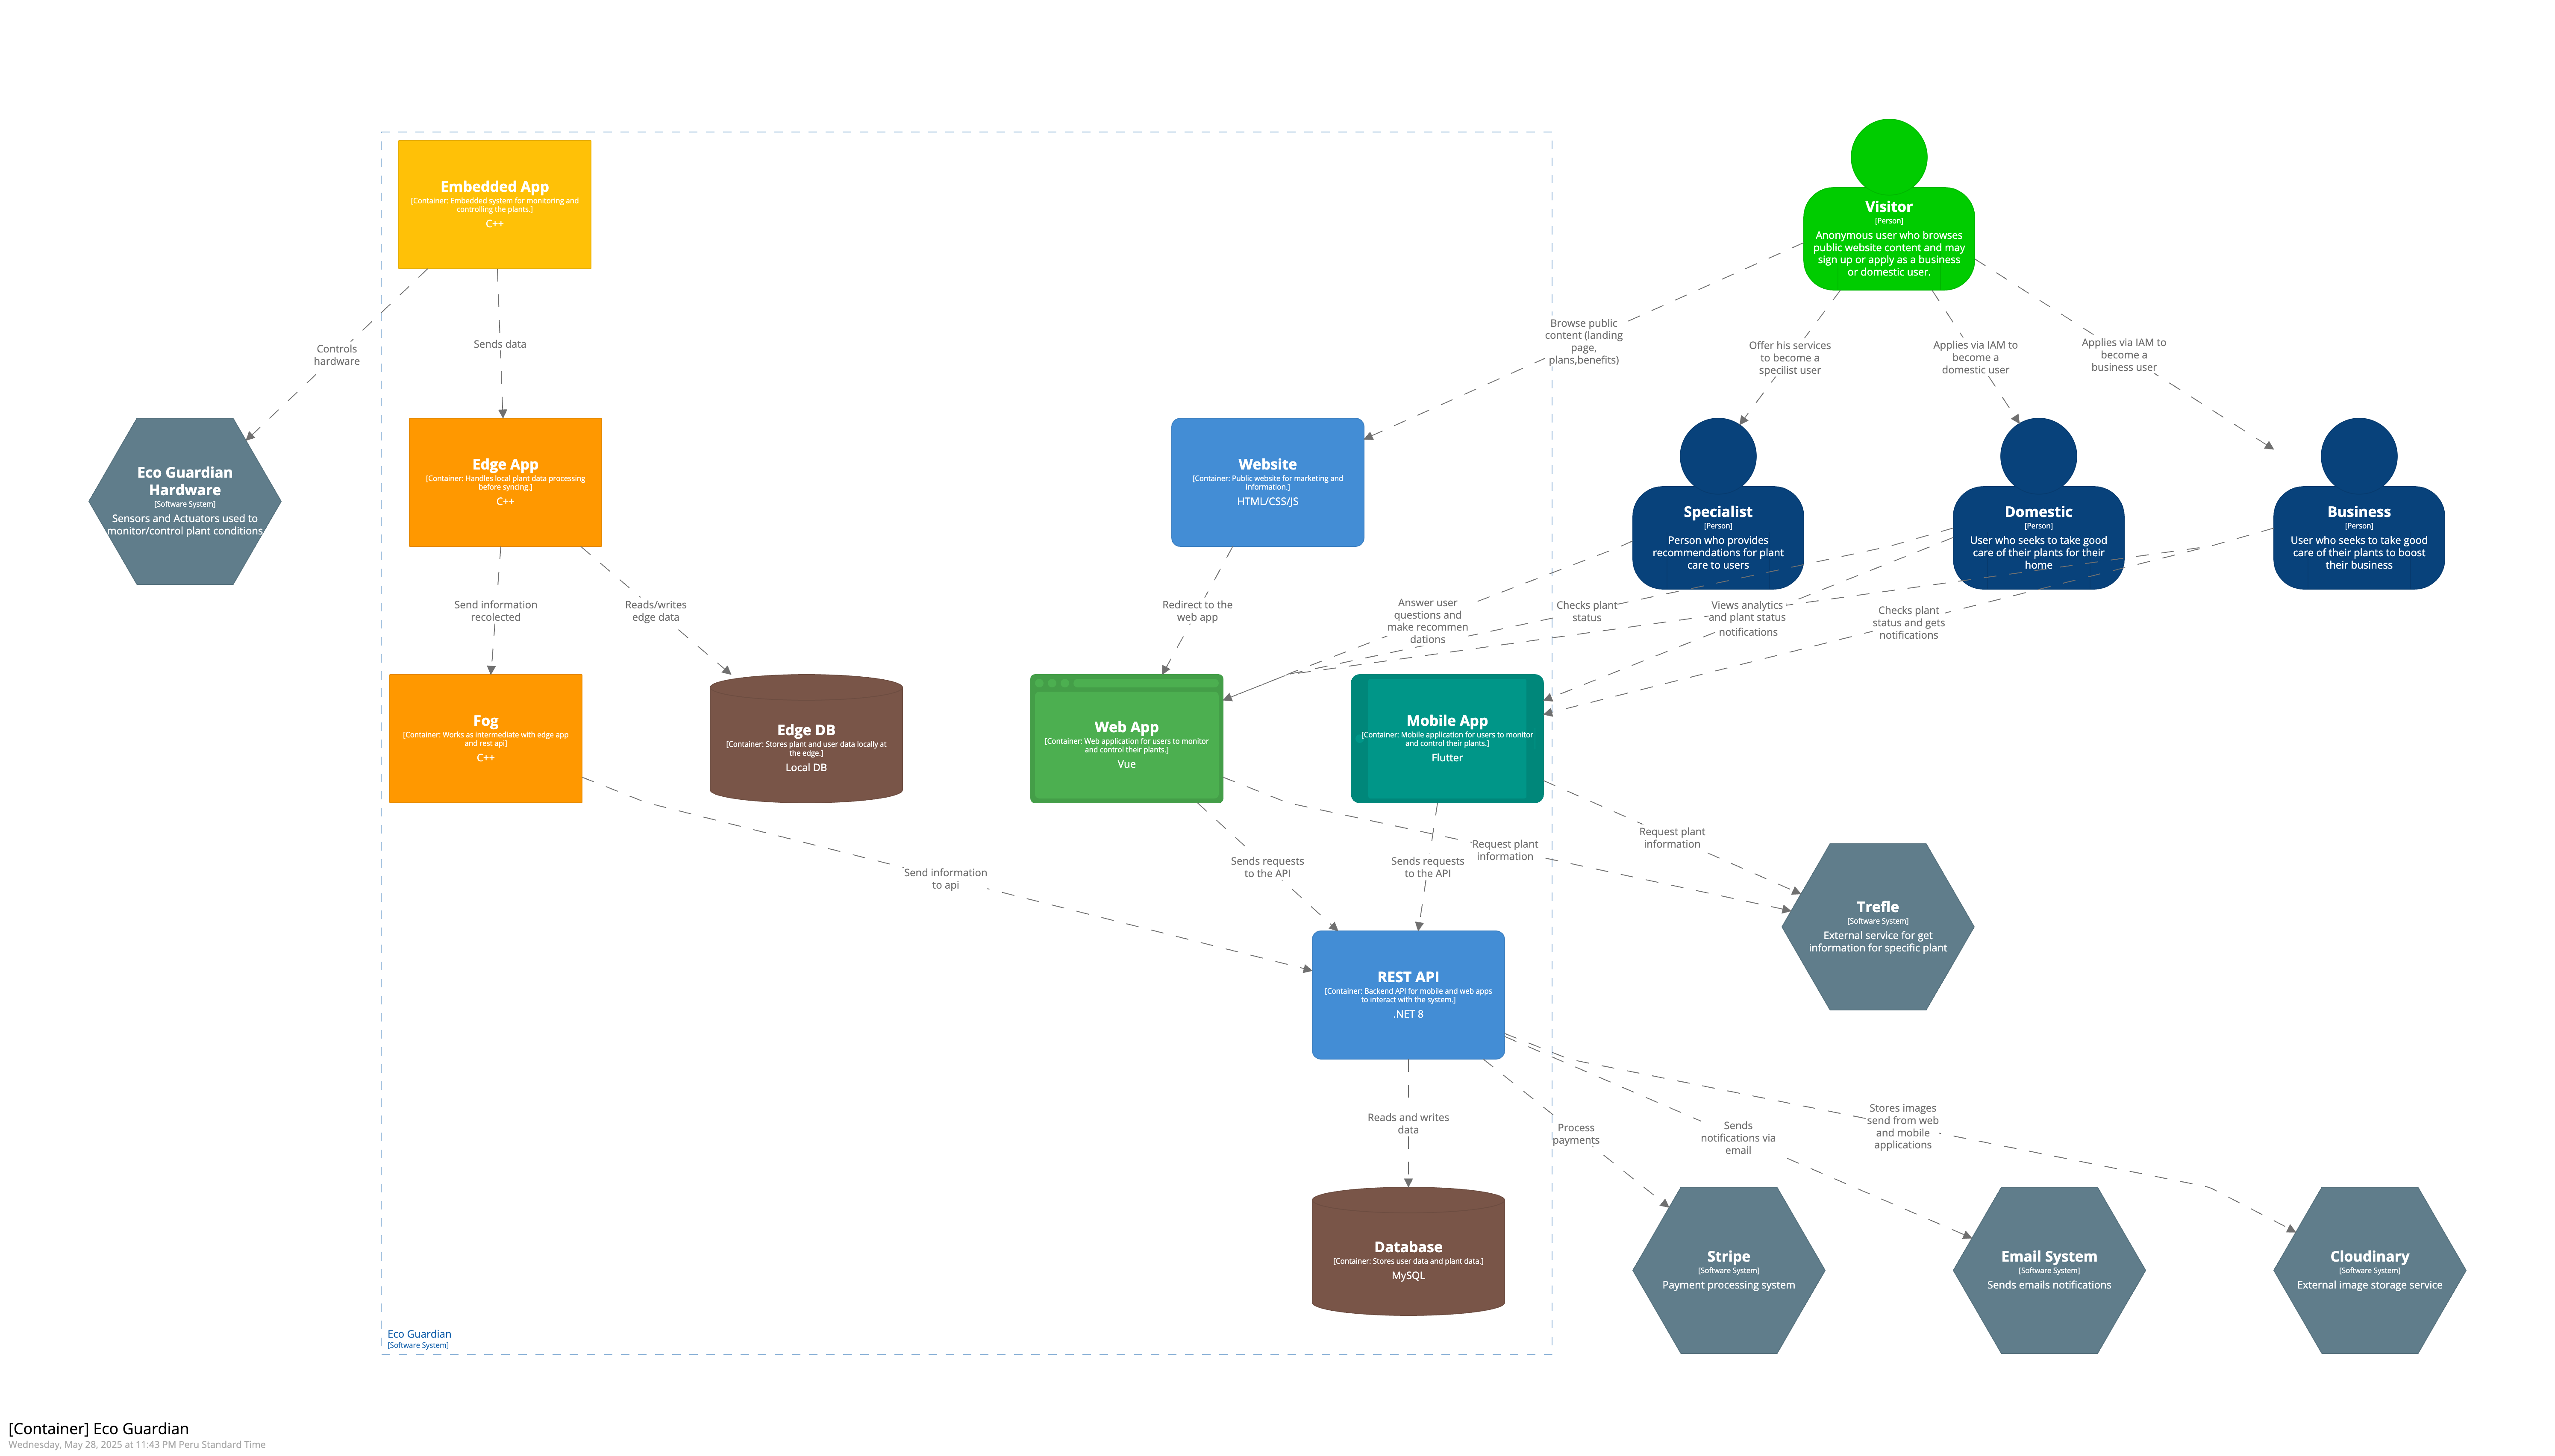 Embedded App
[Container: Embedded system for monitoring and
controlling the plants.]
C++
Visitor
[Person]
Anonymous user who browses
public website content and may
sign up or apply as a business
or domestic user.
Controls
hardware
Sends data
Browse public
content (landing
page,
plans,benefits)
Offer his services
to become a
specilist user
Applies via IAM to
become a
domestic user
Applies via IAM to
become a
business user
Eco Guardian
Hardware
[Software System]
Sensors and Actuators used to
monitor/control plant conditions
Edge App
[Container: Handles local plant data processing
before syncing.]
C++
Website
[Container: Public website for marketing and
information.]
HTML/CSS/JS
Specialist
[Person]
Person who provides
recommendations for plant
care to users
Domestic
[Person]
User who seeks to take good
care of their plants for their
home
Business
[Person]
User who seeks to take good
care of their plants to boost
their business
Send information
recolected
Reads/writes
edge data
Redirect to the
web app
Answer user
questions and
make recommen
dations
Checks plant
status
Views analytics
and plant status
notifications
Checks plant
status and gets
notifications
Fog
[Container: Works as intermediate with edge app
and rest api]
C++
Edge DB
[Container: Stores plant and user data locally at
the edge.]
Local DB
Web App
[Container: Web application for users to monitor
and control their plants.]
Vue
Mobile App
[Container: Mobile application for users to monitor
and control their plants.]
Flutter
Send information
to api
Sends requests
to the API
Sends requests
to the API
Request plant
information
Request plant
information
Trefle
[Software System]
External service for get
information for specific plant
REST API
[Container: Backend API for mobile and web apps
to interact with the system.]
.NET 8
Reads and writes
data
Process
payments
Sends
notifications via
email
Stores images
send from web
and mobile
applications
Database
[Container: Stores user data and plant data.]
MySQL
Stripe
[Software System]
Payment processing system
Email System
[Software System]
Sends emails notifications
Cloudinary
[Software System]
External image storage service
Eco Guardian
[Software System]
[Container] Eco Guardian
Wednesday, May 28, 2025 at 11:43 PM Peru Standard Time